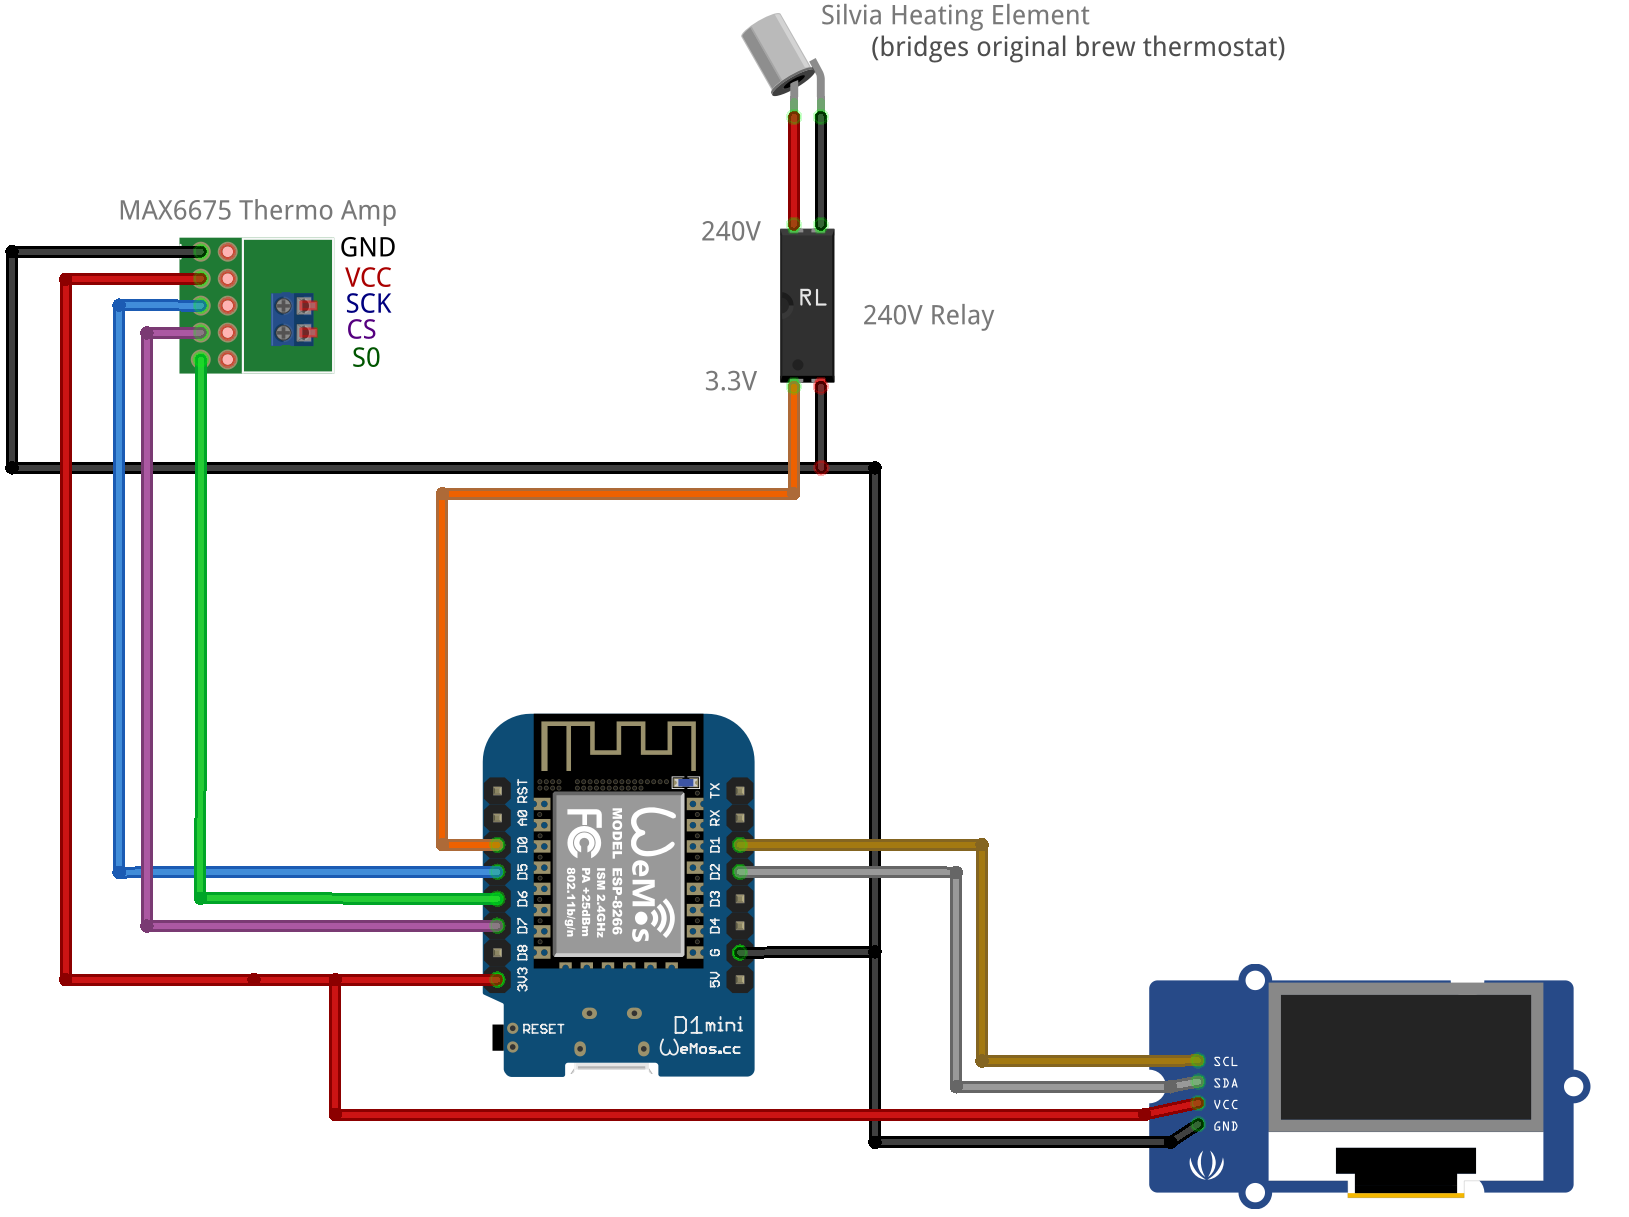 Silvia Heating Element
(bridges original brew thermostat)
MAX6675 Thermo Amp
GND
VCC
SCK
CS
S0
240V
RL
240V Relay
3.3V
RST
A0
D0
D5
D6
D7
D8
3V3
TX
RX
D1
D2
D3
D4
G
5V
WeMos
MODEL ESP-8266
ISM 2.4GHz
PA +25dBm
802.11b/g/n
FC
RESET
D1 mini
WeMos.cc
SCL
SDA
VCC
GND